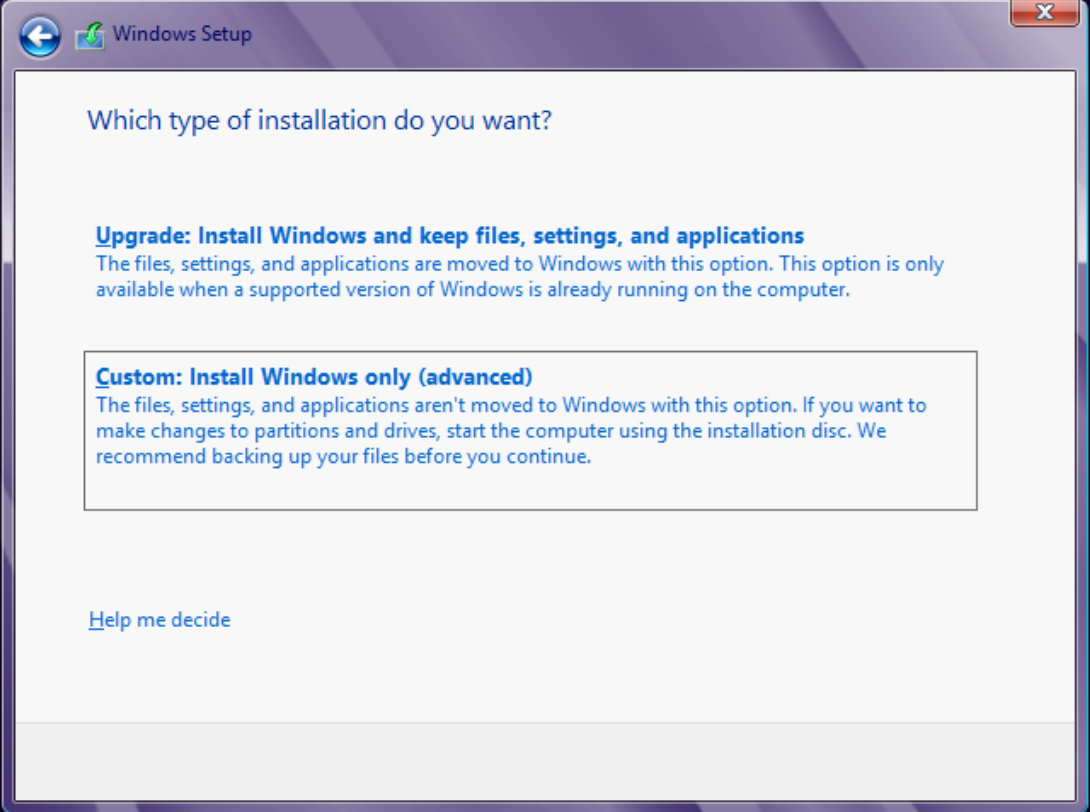 Windows Setup
Which type of installation do you want?
Upgrade: Install Windows and keep files, settings, and applications
The files, settings, and applications are moved to Windows with this option. This option is only
available when a supported version of Windows is already running on the computer.
Custom: Install Windows only (advanced)
The files, settings, and applications aren't moved to Windows with this option. If you want to
make changes to partitions and drives, start the computer using the installation disc. We
recommend backing up your files before you continue.
Help me decide